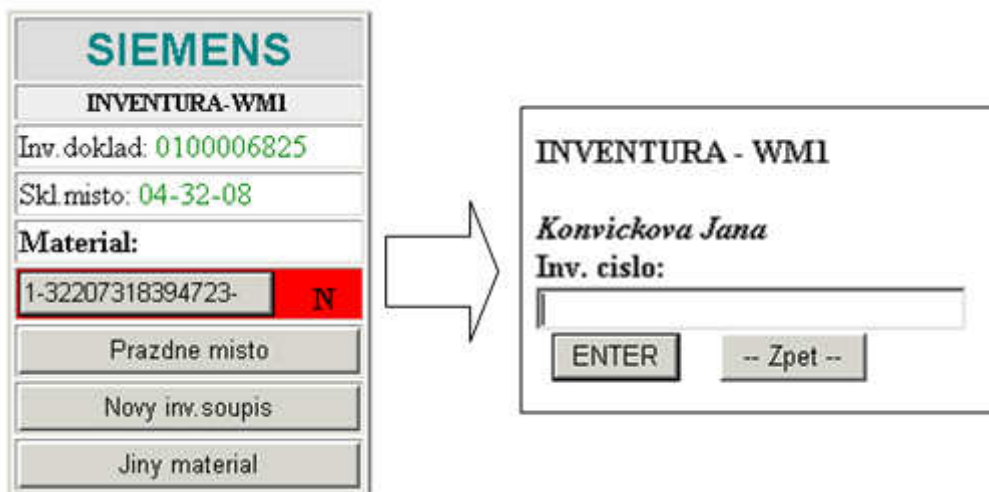 SIEMENS
INVENTURA-WM1
Inv. doklad: 0100006825
Skl.misto: 04-32-08
Material:
1-32207318394723- N
Prazdne misto
Novy inv.soupis
Jiny material
INVENTURA - WM1
Konvickova Jana
Inv. cislo:
ENTER -- Zpet --